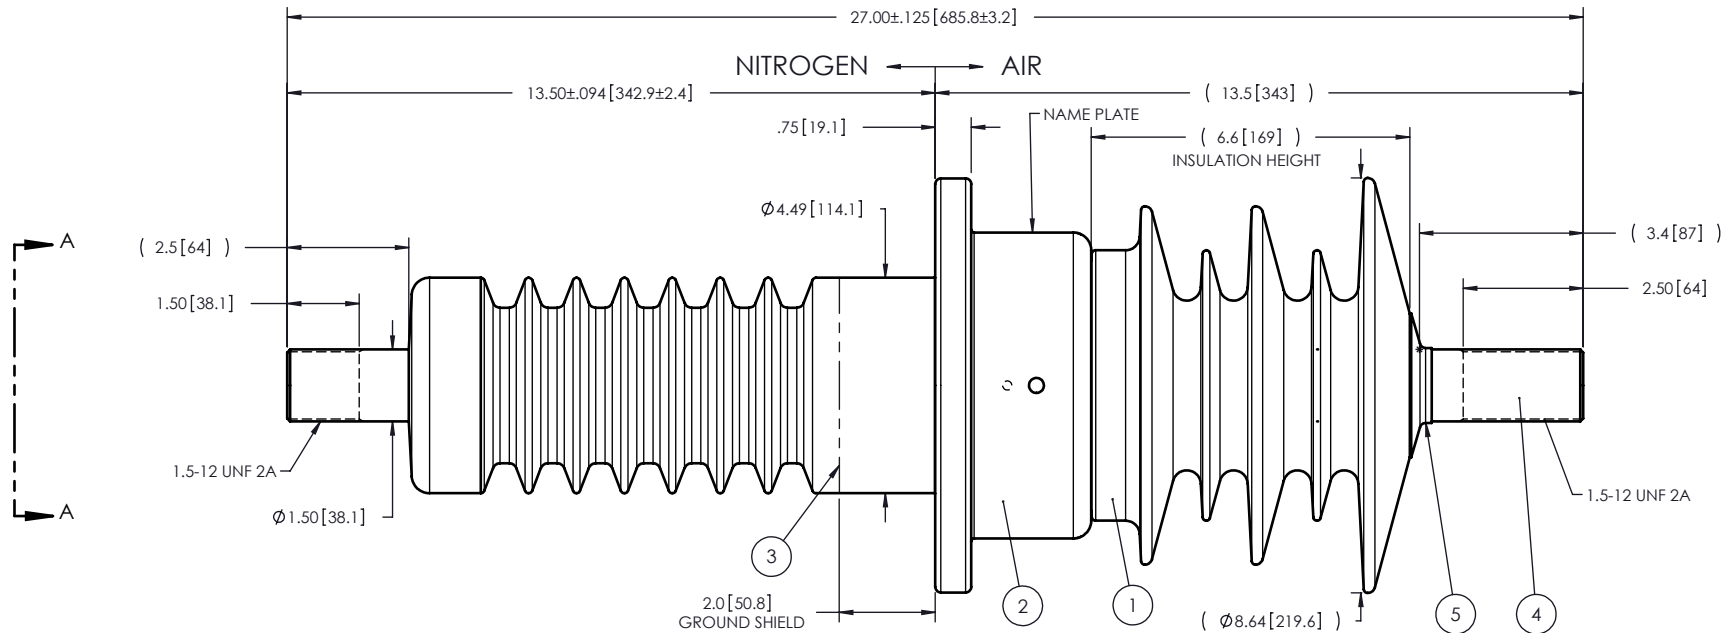 27.00±.125[685.8±3.2]
NITROGEN AIR
13.50±.094[342.9±2.4]
( 13.5[343] )
.75[19.1]
NAME PLATE
( 6.6[169] )
INSULATION HEIGHT
Ø4.49[114.1]
A
( 2.5[64] )
( 3.4[87] )
1.50[38.1]
2.50[64]
1.5-12 UNF 2A
1.5-12 UNF 2A
A
Ø1.50[38.1]
3
2.0[50.8]
GROUND SHIELD
2
1
( Ø8.64[219.6] )
5
4